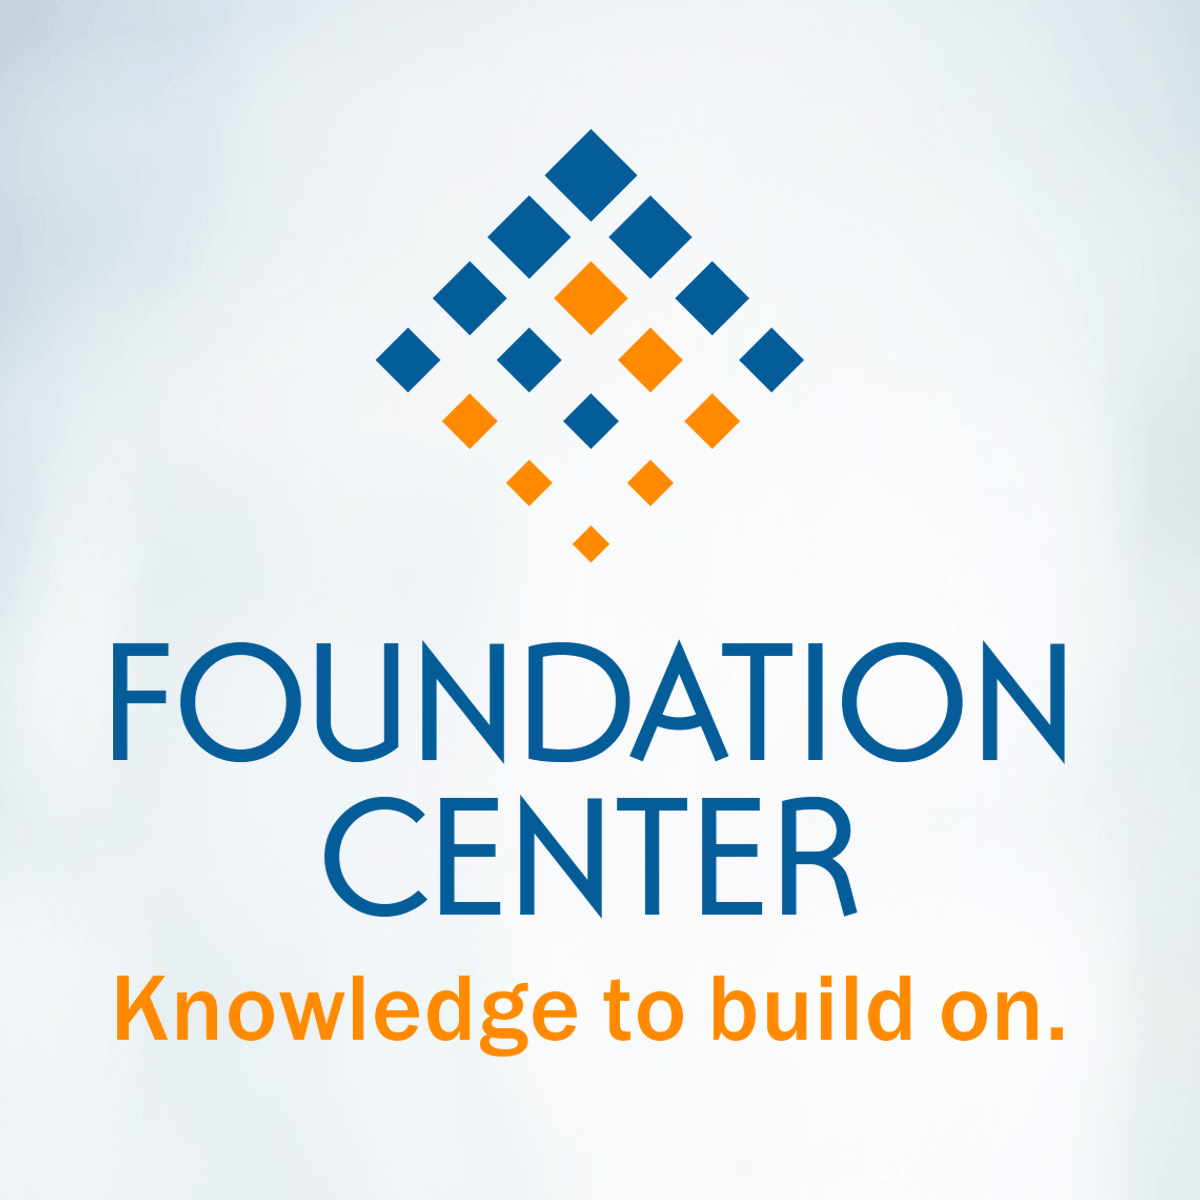 FOUNDATION
CENTER
Knowledge to build on.